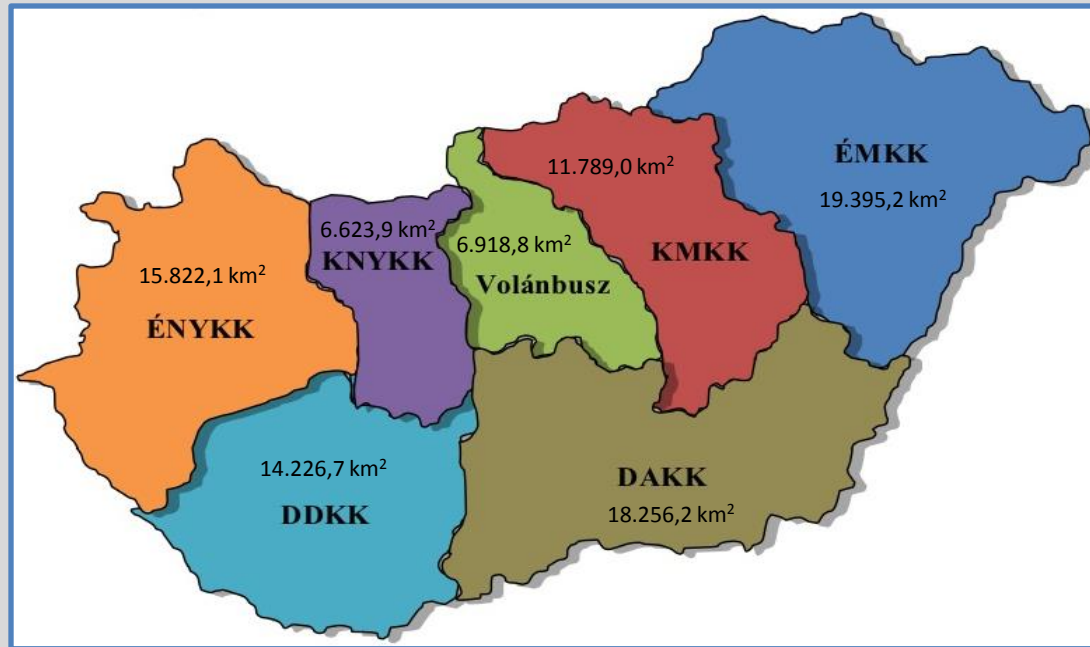 ÉMKK
19.395,2 km²
11.789,0 km²
KMKK
6.918,8 km²
Volánbusz
6.623,9 km²
KNYKK
15.822,1 km²
ÉNYKK
14.226,7 km²
DDKK
DAKK
18.256,2 km²